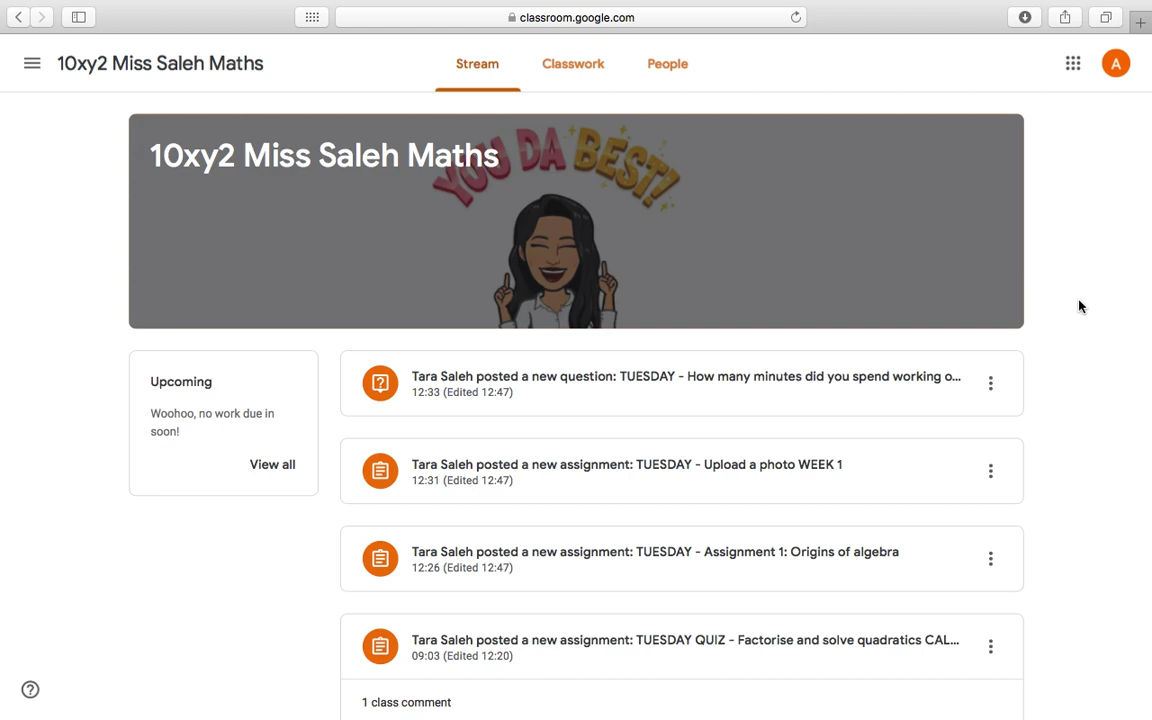 classroom.google.com
10xy2 Miss Saleh Maths
Stream
Classwork
People
A
YOU DA BEST!
10xy2 Miss Saleh Maths
Upcoming
Woohoo, no work due in
soon!
View all
Tara Saleh posted a new question: TUESDAY - How many minutes did you spend working o...
12:33 (Edited 12:47)
Tara Saleh posted a new assignment: TUESDAY - Upload a photo WEEK 1
12:31 (Edited 12:47)
Tara Saleh posted a new assignment: TUESDAY - Assignment 1: Origins of algebra
12:26 (Edited 12:47)
Tara Saleh posted a new assignment: TUESDAY QUIZ - Factorise and solve quadratics CAL...
09:03 (Edited 12:20)
1 class comment